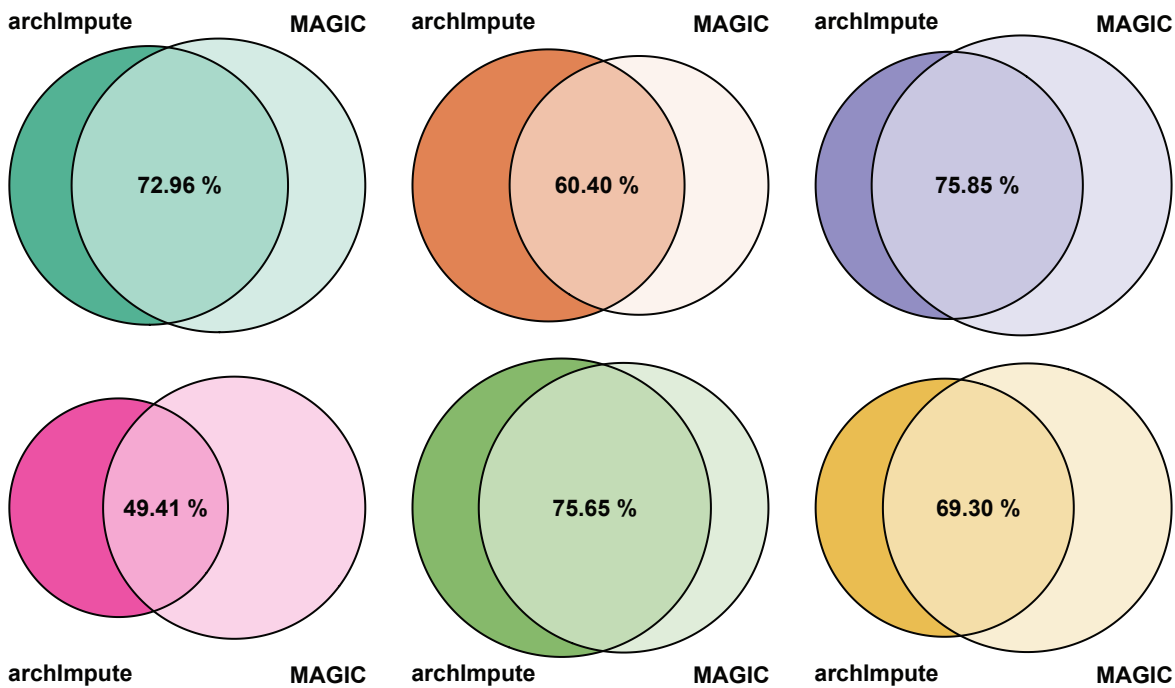 archImpute MAGIC archImpute MAGIC archImpute MAGIC
72.96 % 60.40 % 75.85 %
49.41 % 75.65 % 69.30 %
archImpute MAGIC archImpute MAGIC archImpute MAGIC